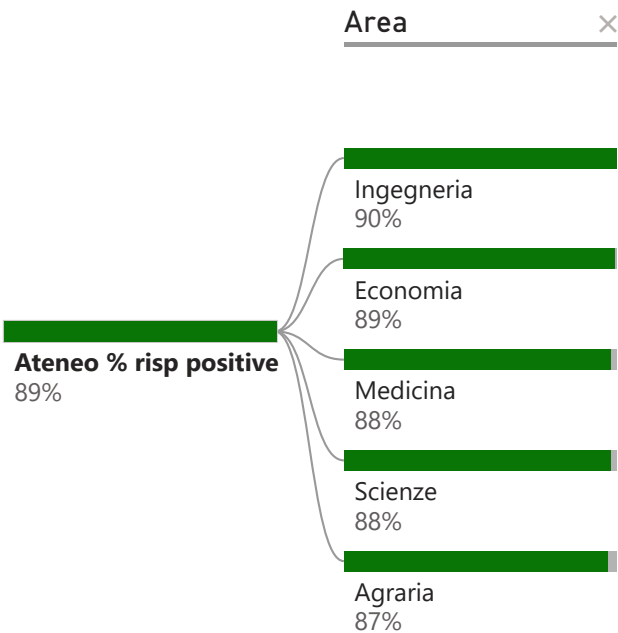 Area
Ingegneria
90%
Economia
89%
Ateneo % risp positive
89%
Medicina
88%
Scienze
88%
Agraria
87%